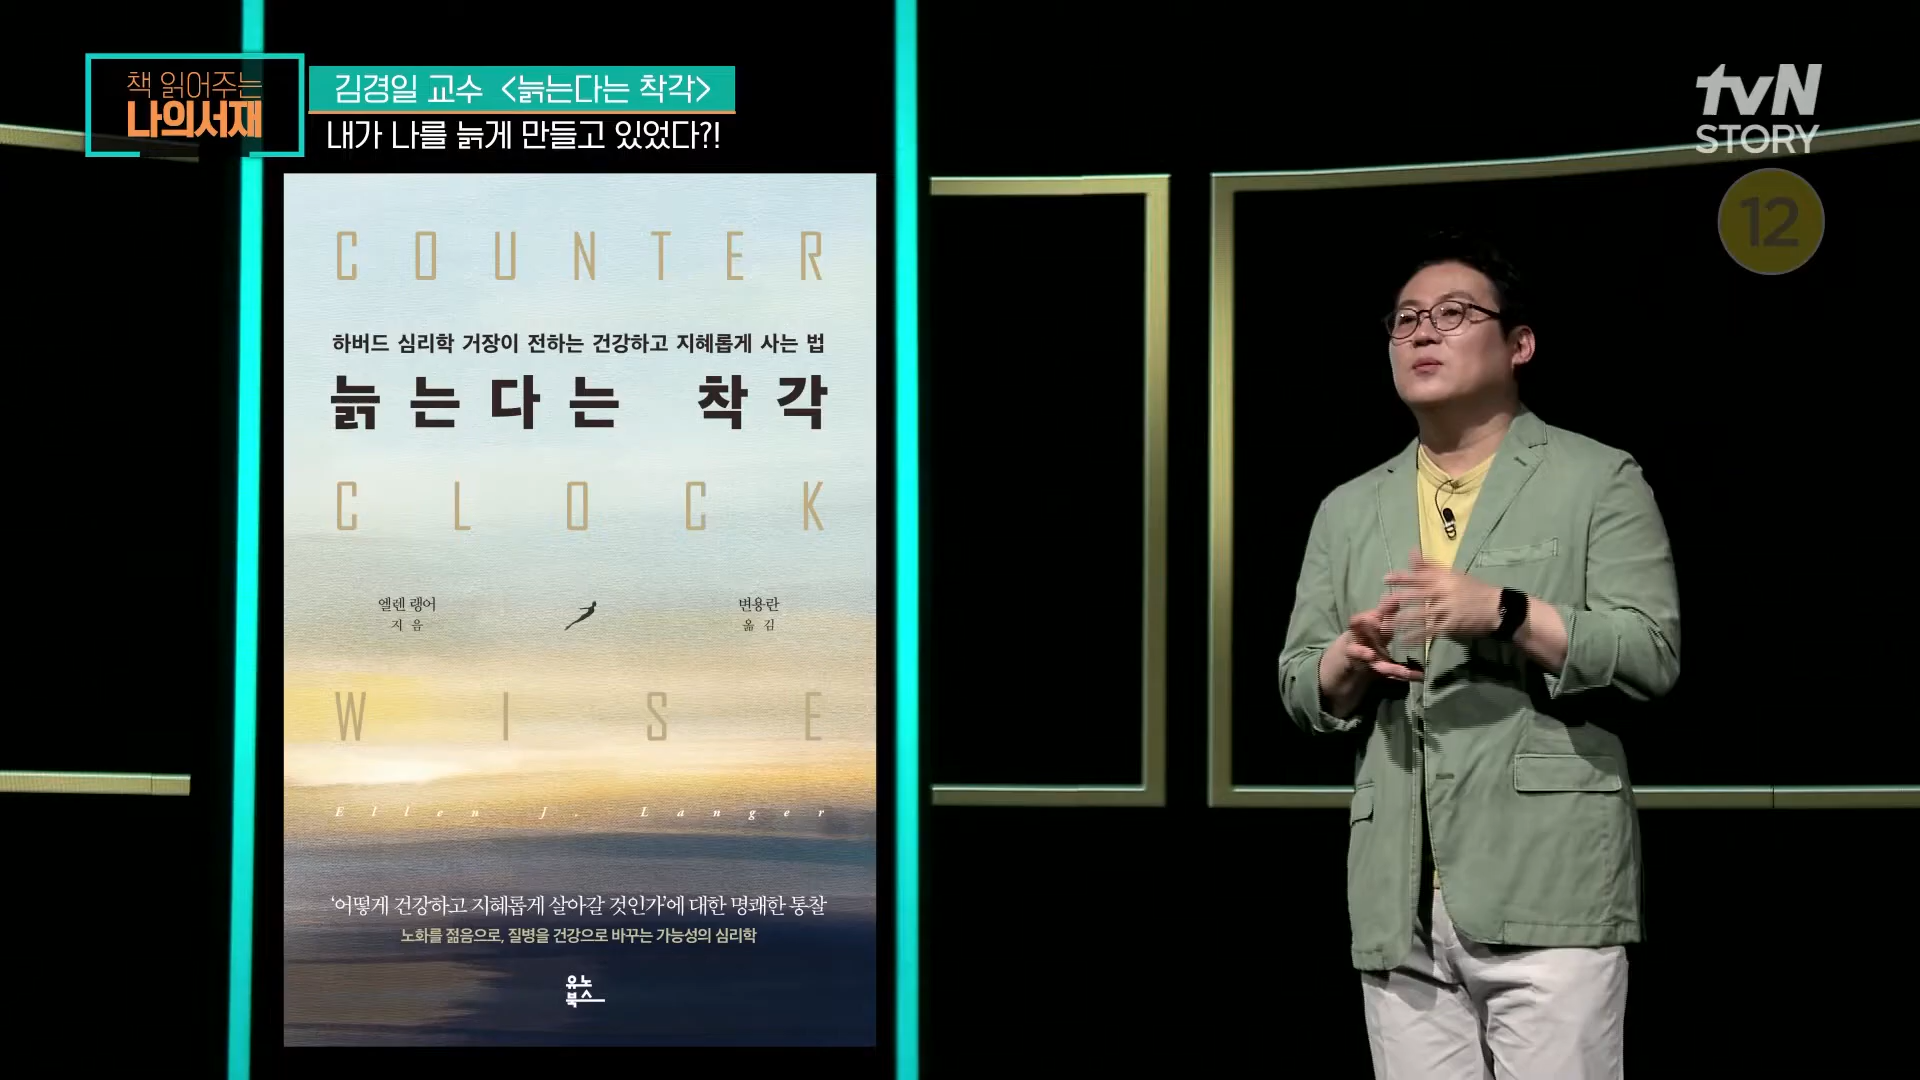 책 읽어주는
나의서재
김경일 교수 <늙는다는 착각>
내가 나를 늙게 만들고 있었다?!
tvN
STORY
12
COUNTER
하버드 심리학 거장이 전하는 건강하고 지혜롭게 사는 법
늙는다는 착각
CLOCK
엘렌 랭어
지음
변용란
옮김
WISE
Ellen J. Langer
‘어떻게 건강하고 지혜롭게 살아갈 것인가’에 대한 명쾌한 통찰
노화를 젊음으로, 질병을 건강으로 바꾸는 가능성의 심리학
유노
북스